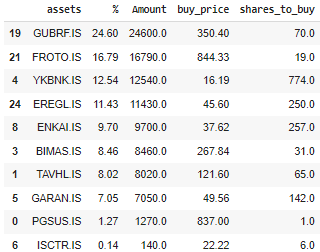 assets % Amount buy_price shares_to_buy
19 GUBRF.IS 24.60 24600.0 350.40 70.0
21 FROTO.IS 16.79 16790.0 844.33 19.0
4 YKBNK.IS 12.54 12540.0 16.19 774.0
24 EREGL.IS 11.43 11430.0 45.60 250.0
8 ENKAI.IS 9.70 9700.0 37.62 257.0
3 BIMAS.IS 8.46 8460.0 267.84 31.0
1 TAVHL.IS 8.02 8020.0 121.60 65.0
5 GARAN.IS 7.05 7050.0 49.56 142.0
0 PGSUS.IS 1.27 1270.0 837.00 1.0
6 ISCTR.IS 0.14 140.0 22.22 6.0